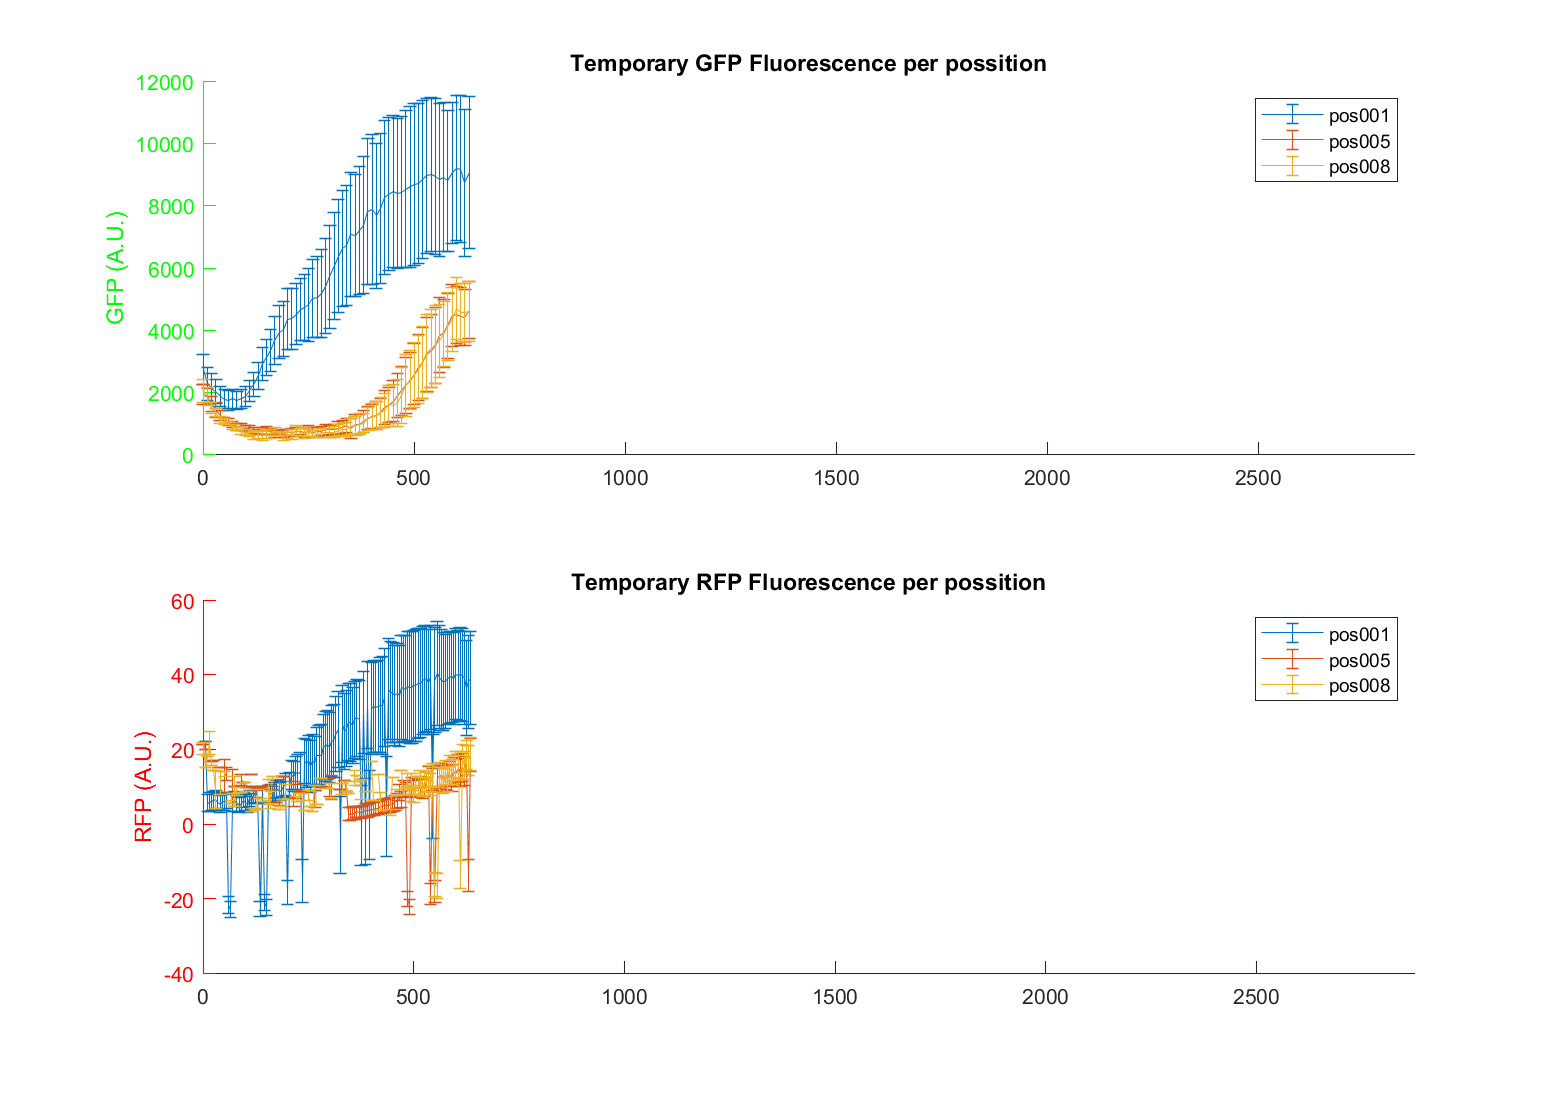 Temporary GFP Fluorescence per possition
12000
10000
8000
6000
4000
2000
0
GFP (A.U.)
pos001
pos005
pos008
0 500 1000 1500 2000 2500
Temporary RFP Fluorescence per possition
60
40
20
0
-20
-40
RFP (A.U.)
pos001
pos005
pos008
0 500 1000 1500 2000 2500